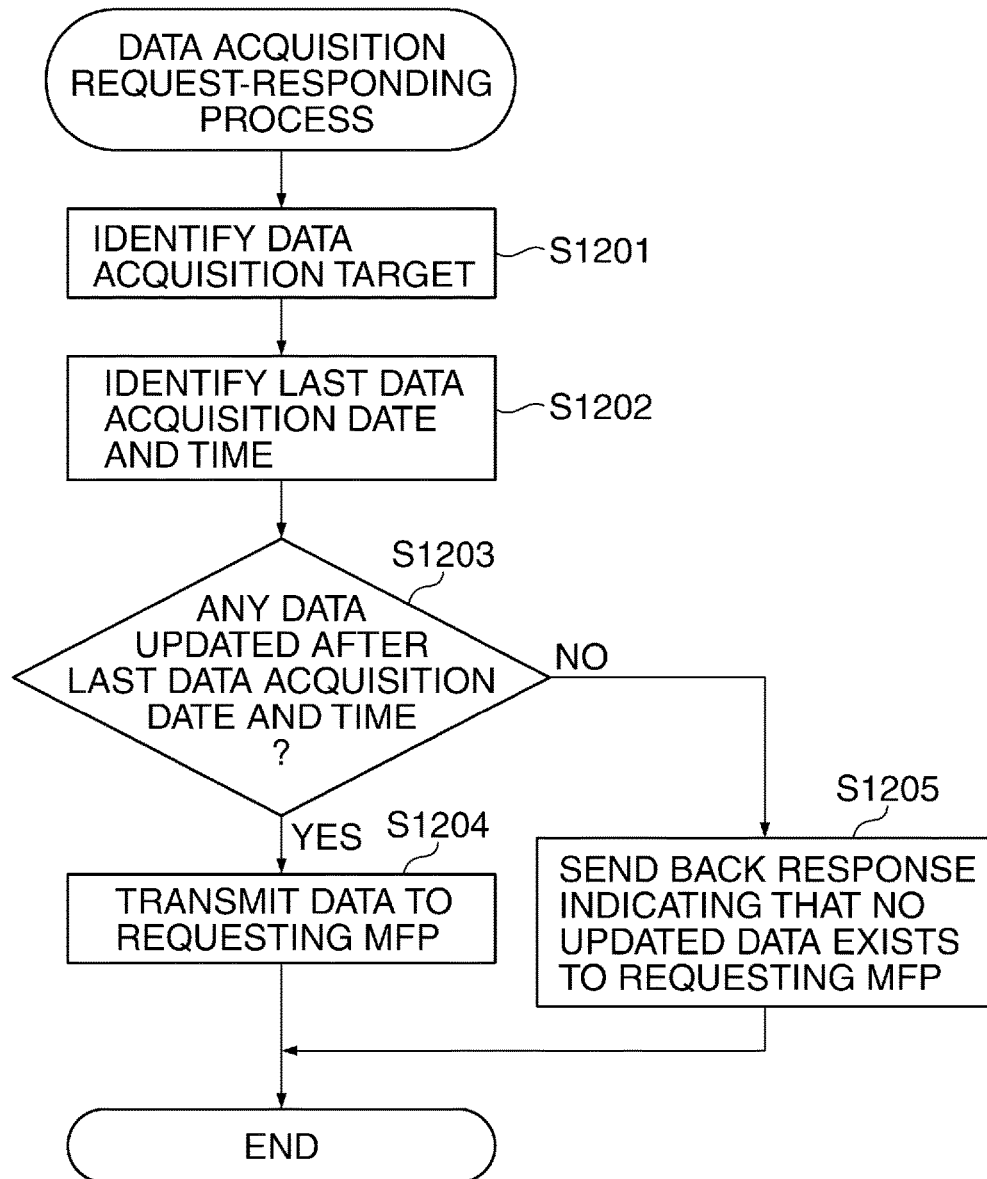 DATA ACQUISITION
REQUEST-RESPONDING
PROCESS
IDENTIFY DATA
ACQUISITION TARGET
S1201
IDENTIFY LAST DATA
ACQUISITION DATE
AND TIME
S1202
S1203
ANY DATA
UPDATED AFTER
LAST DATA ACQUISITION
DATE AND TIME
?
NO
YES
S1204
TRANSMIT DATA TO
REQUESTING MFP
S1205
SEND BACK RESPONSE
INDICATING THAT NO
UPDATED DATA EXISTS
TO REQUESTING MFP
END